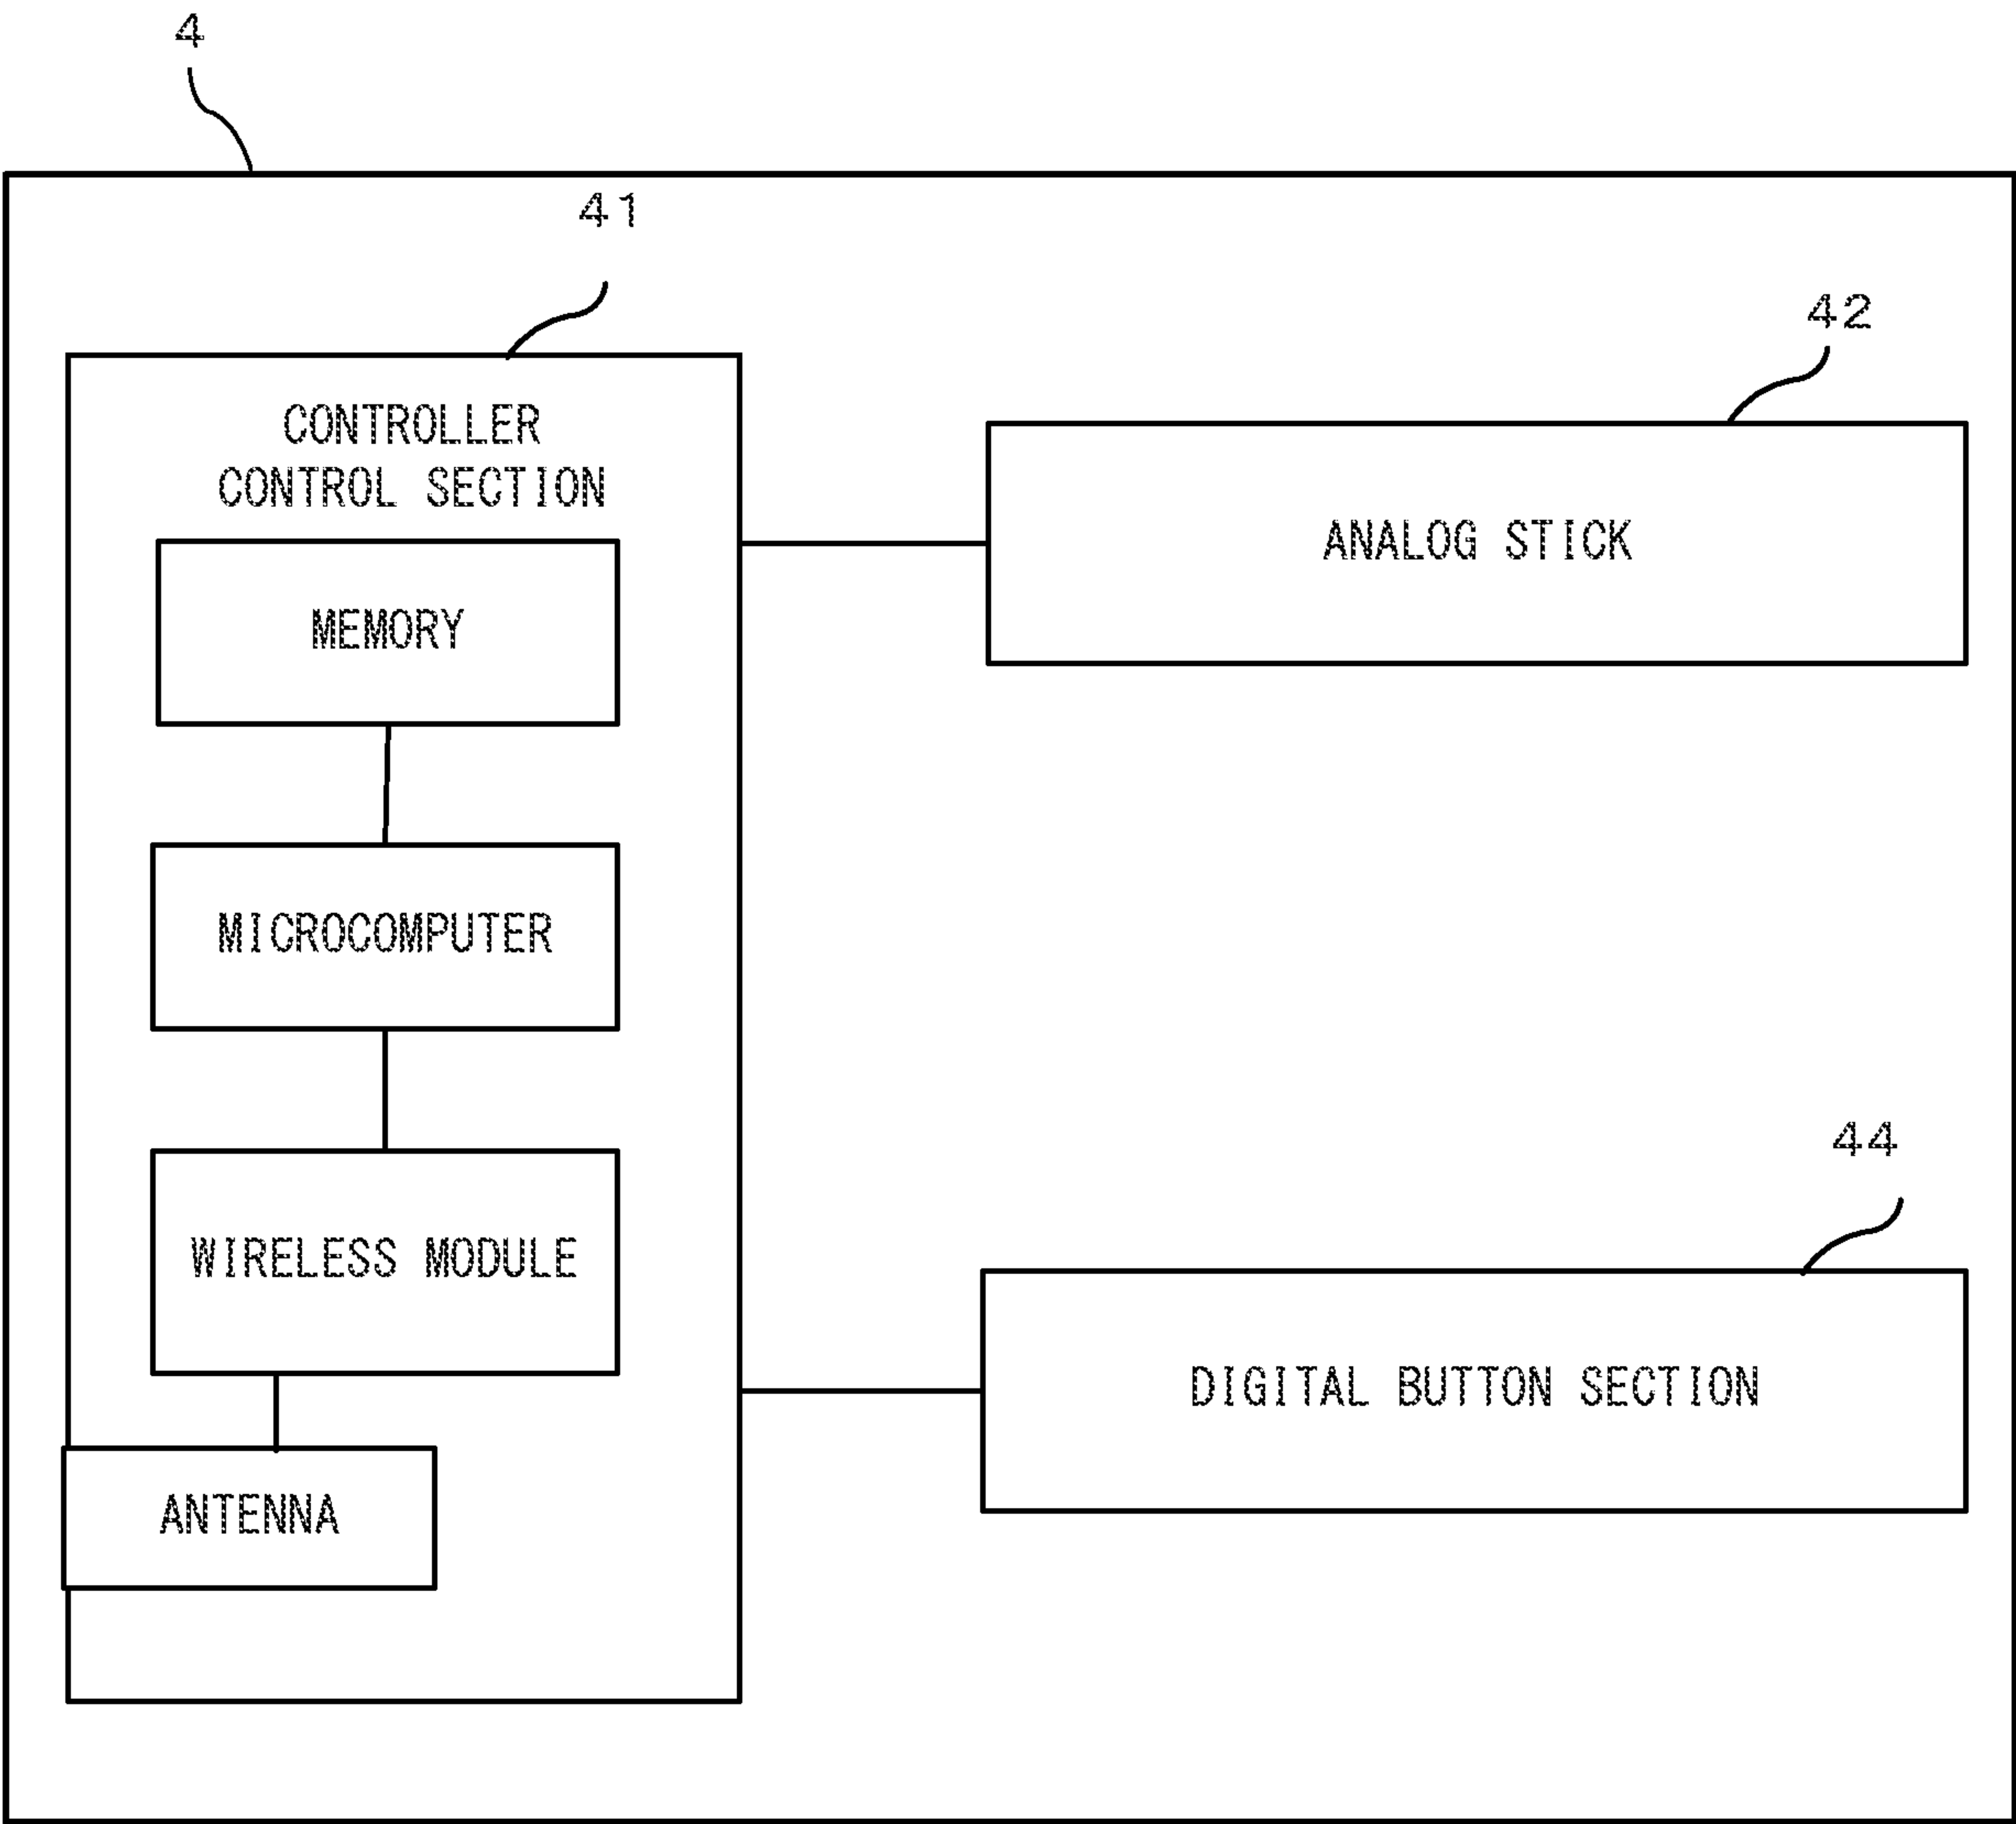 4
41
42
CONTROLLER
CONTROL SECTION
ANALOG STICK
MEMORY
MICROCOMPUTER
44
WIRELESS MODULE
DIGITAL BUTTON SECTION
ANTENNA